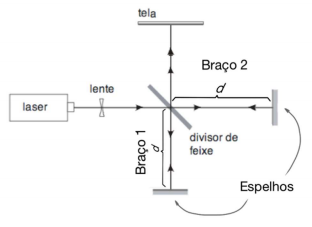 tela
Braço 2
lente
d
laser
divisor de
feixe
Braço 1
d
Espelhos